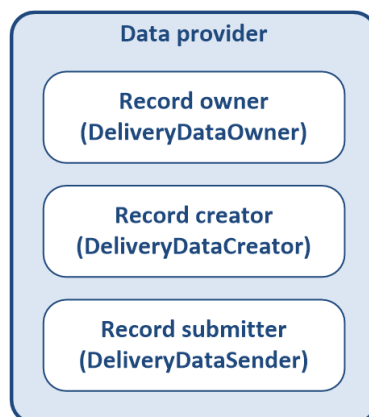 Data provider
Record owner
(DeliveryDataOwner)
Record creator
(DeliveryDataCreator)
Record submitter
(DeliveryDataSender)